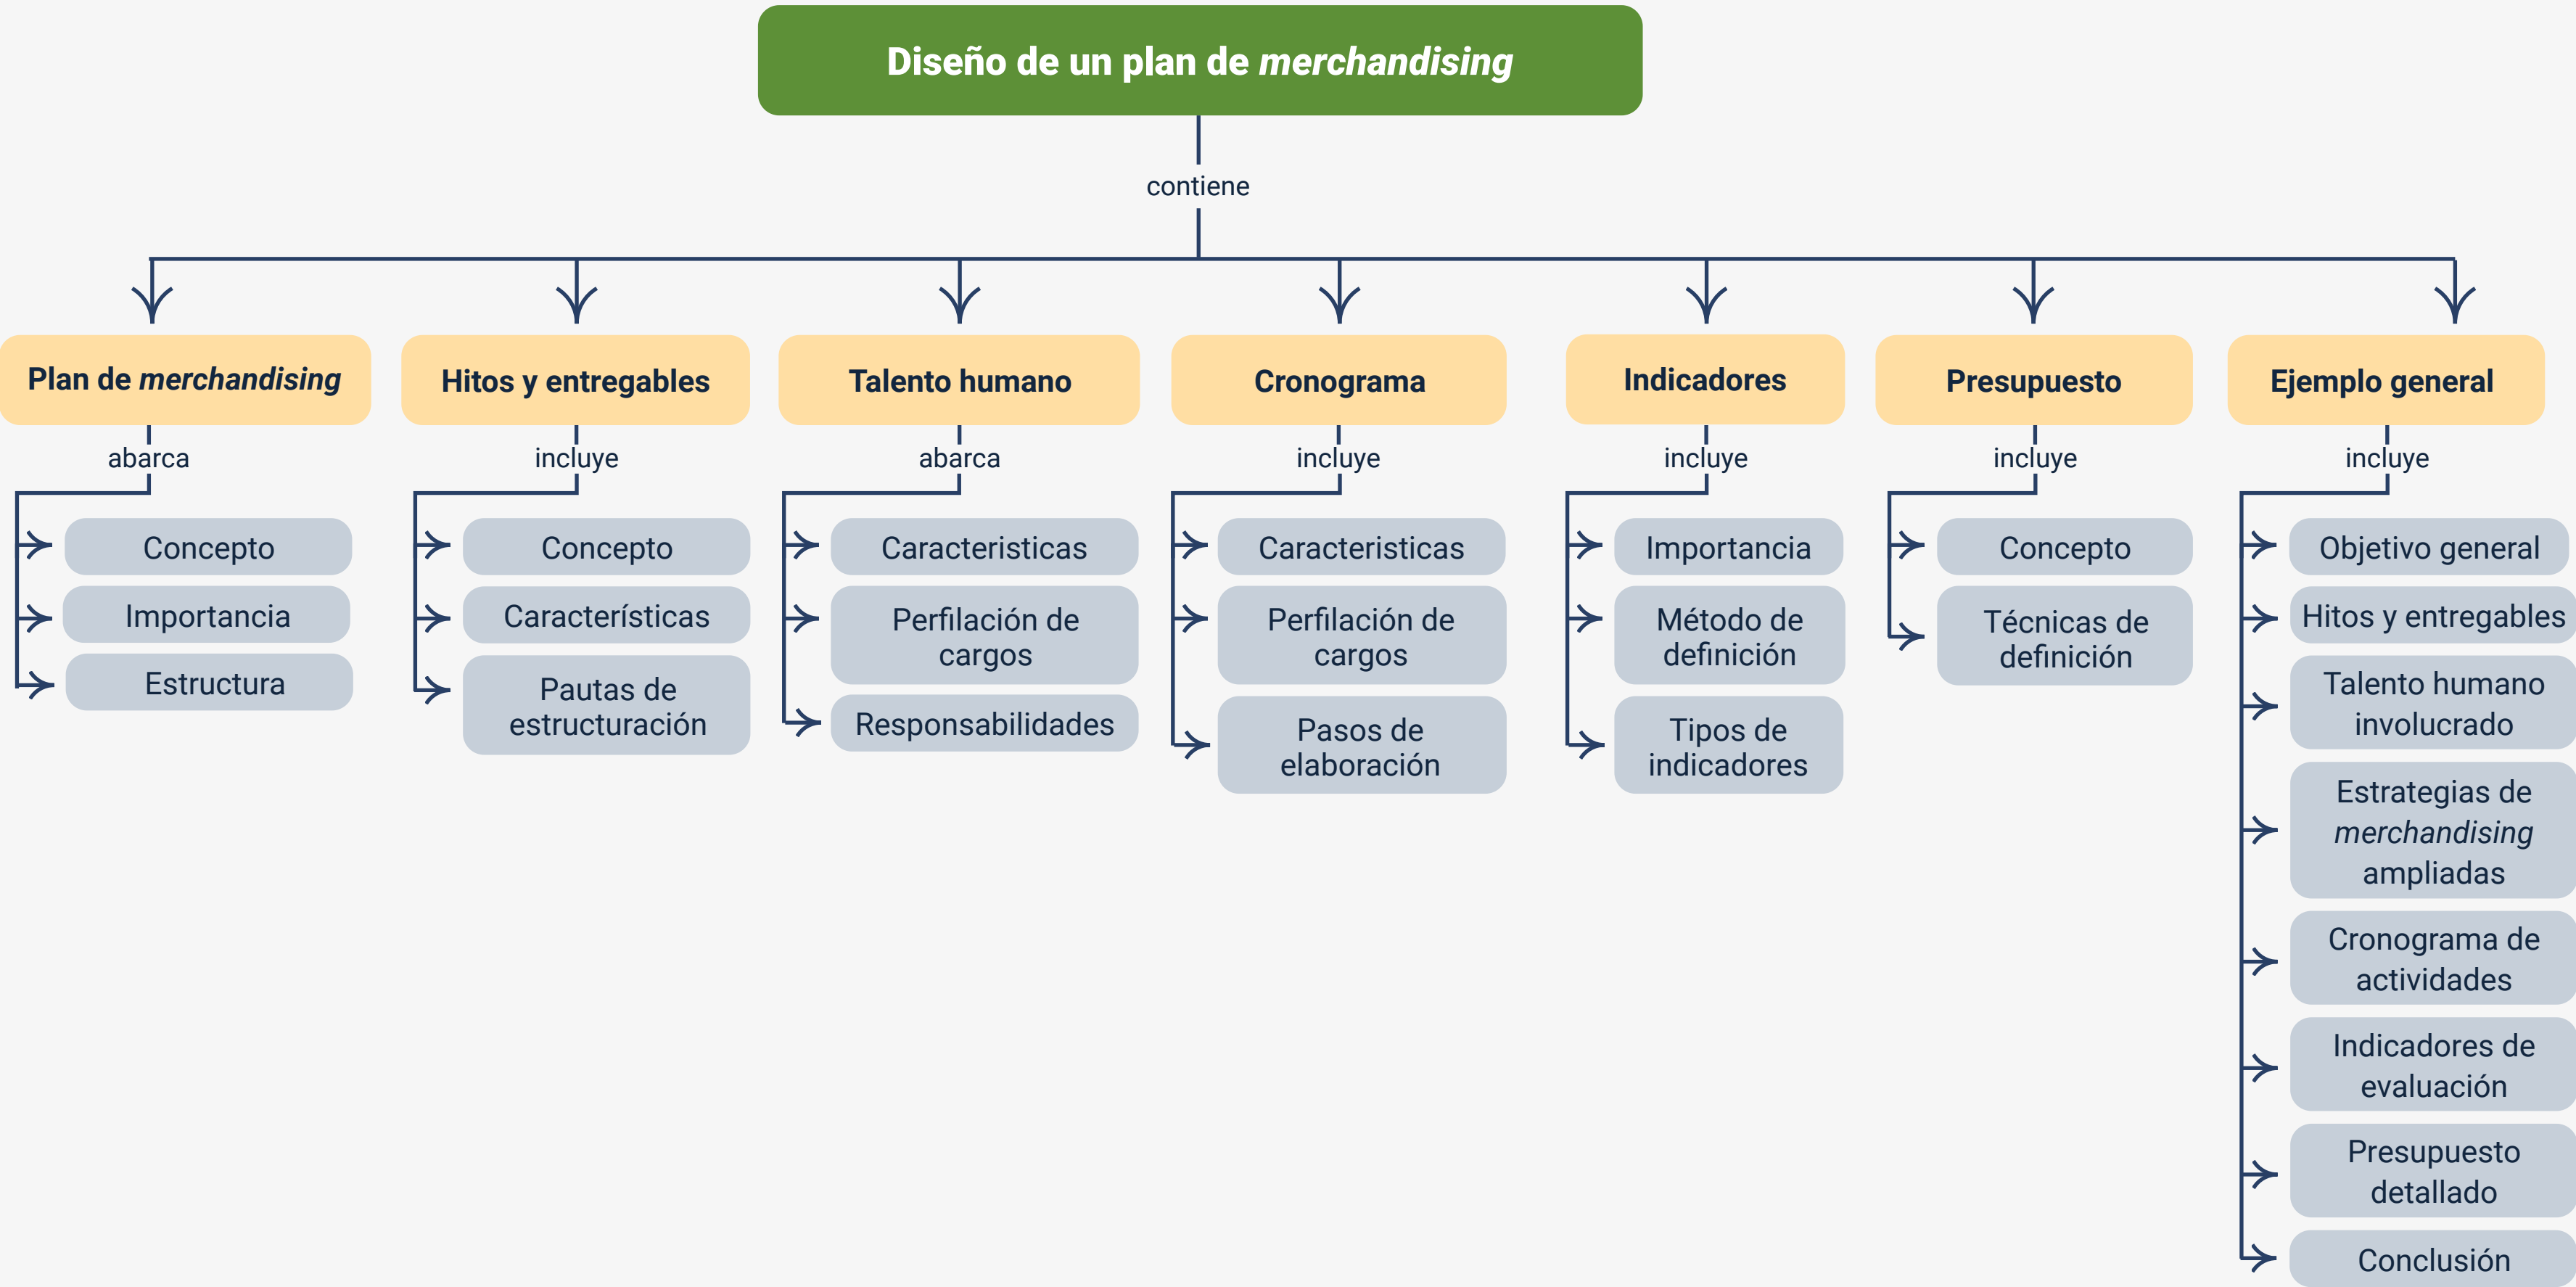 Diseño de un plan de merchandising
contiene
Plan de merchandising
abarca
Concepto
Importancia
Estructura
Hitos y entregables
incluye
Concepto
Características
Pautas de
estructuración
Talento humano
abarca
Caracteristicas
Perfilación de
cargos
Responsabilidades
Cronograma
incluye
Caracteristicas
Perfilación de
cargos
Pasos de
elaboración
Indicadores
incluye
Importancia
Método de
definición
Tipos de
indicadores
Presupuesto
incluye
Concepto
Técnicas de
definición
Ejemplo general
incluye
Objetivo general
Hitos y entregables
Talento humano
involucrado
Estrategias de
merchandising
ampliadas
Cronograma de
actividades
Indicadores de
evaluación
Presupuesto
detallado
Conclusión